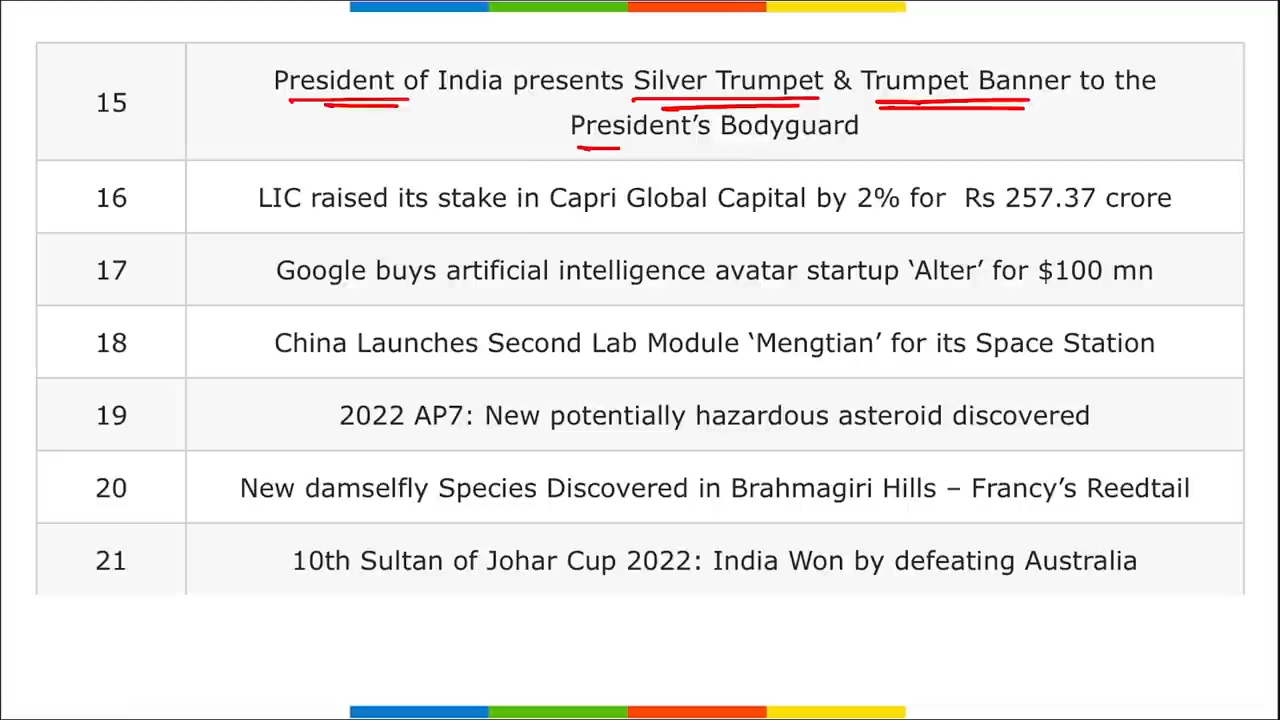 15
President of India presents Silver Trumpet & Trumpet Banner to the
President’s Bodyguard
16 LIC raised its stake in Capri Global Capital by 2% for  Rs 257.37 crore
17 Google buys artificial intelligence avatar startup ‘Alter’ for $100 mn
18 China Launches Second Lab Module ‘Mengtian’ for its Space Station
19 2022 AP7: New potentially hazardous asteroid discovered
20 New damselfly Species Discovered in Brahmagiri Hills – Francy’s Reedtail
21 10th Sultan of Johar Cup 2022: India Won by defeating Australia